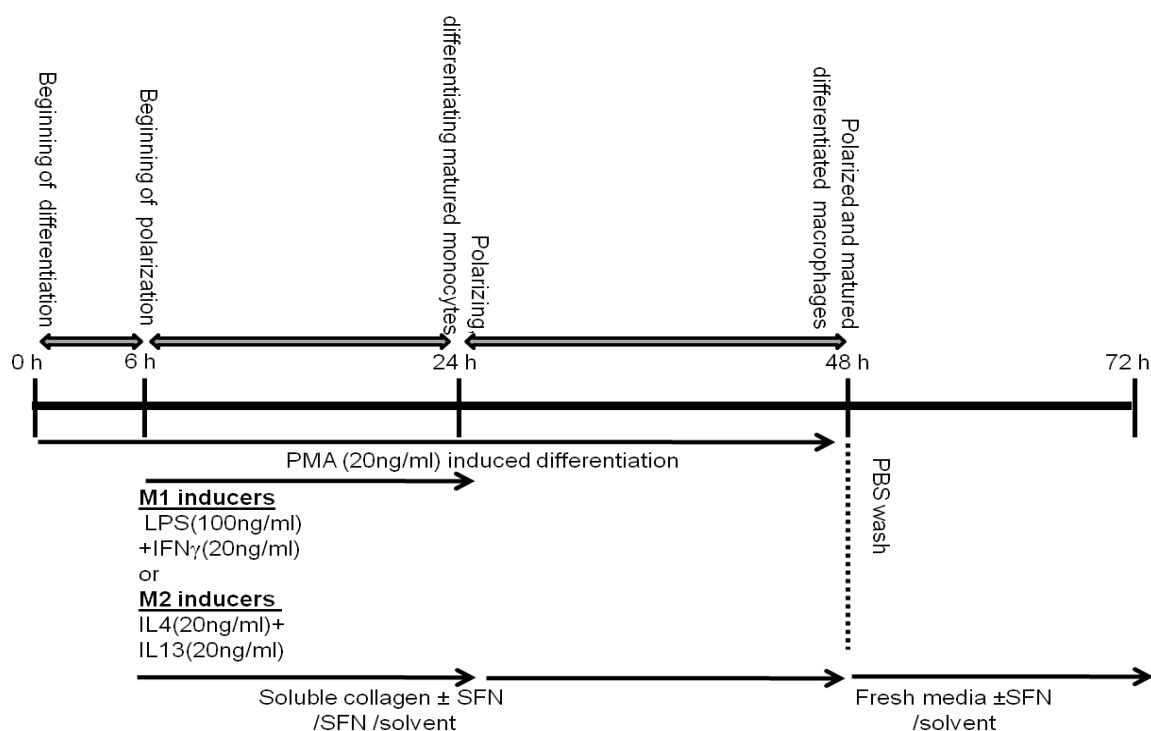 Beginning of differentiation
Beginning of polarization
Polarizing,
differentiating matured monocytes
Polarized and matured
differentiated macrophages
0 h
6 h
24 h
48 h
72 h
PMA (20ng/ml) induced differentiation
PBS wash
M1 inducers
LPS(100ng/ml)
+IFNγ(20ng/ml)
or
M2 inducers
IL4(20ng/ml)+
IL13(20ng/ml)
Soluble collagen ± SFN
/SFN /solvent
Fresh media ±SFN
/solvent